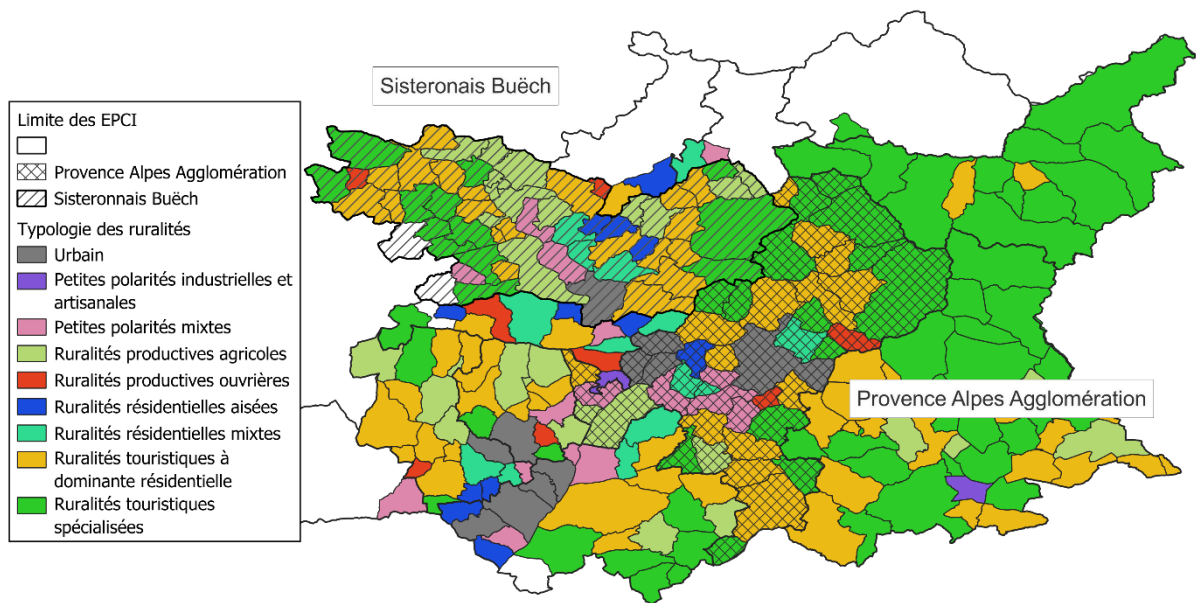 Sisteronais Buëch
Limite des EPCI
Provence Alpes Agglomération
Sisteronais Buëch
Typologie des ruralités
Urbain
Petites polarités industrielles et
artisanales
Petites polarités mixtes
Ruralités productives agricoles
Ruralités productives ouvrières
Ruralités résidentielles aisées
Ruralités résidentielles mixtes
Ruralités touristiques à
dominante résidentielle
Ruralités touristiques
spécialisées
Provence Alpes Agglomération